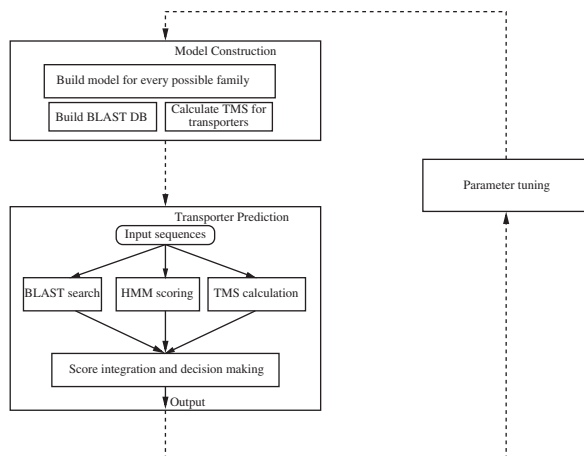 Model Construction
Build model for every possible family
Build BLAST DB
Calculate TMS for
transporters
Parameter tuning
Transporter Prediction
Input sequences
BLAST search
HMM scoring
TMS calculation
Score integration and decision making
Output